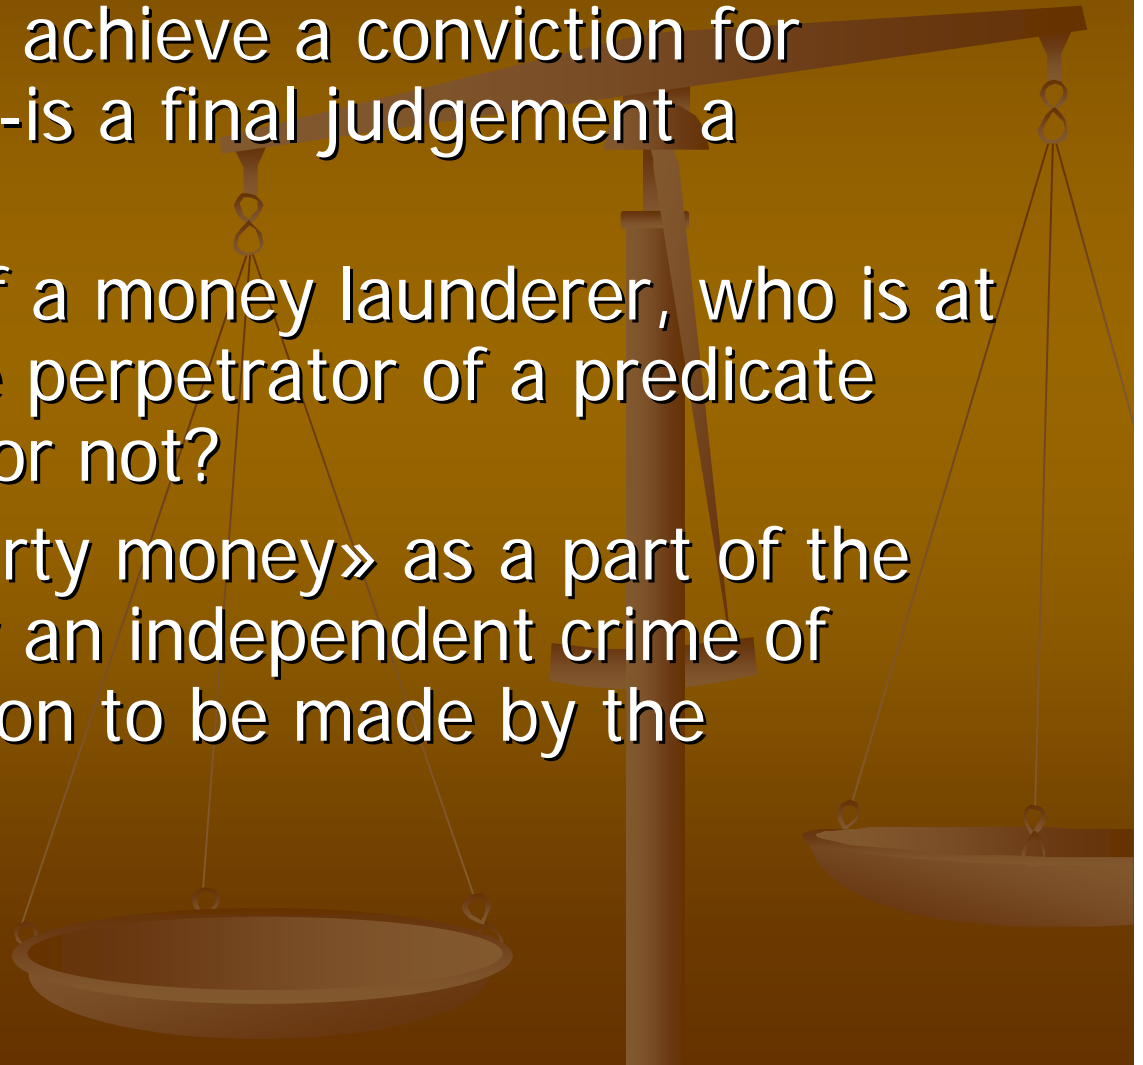 achieve a conviction for
-is a final judgement a
f a money launderer, who is at
e perpetrator of a predicate
or not?
rty money» as a part of the
an independent crime of
on to be made by the